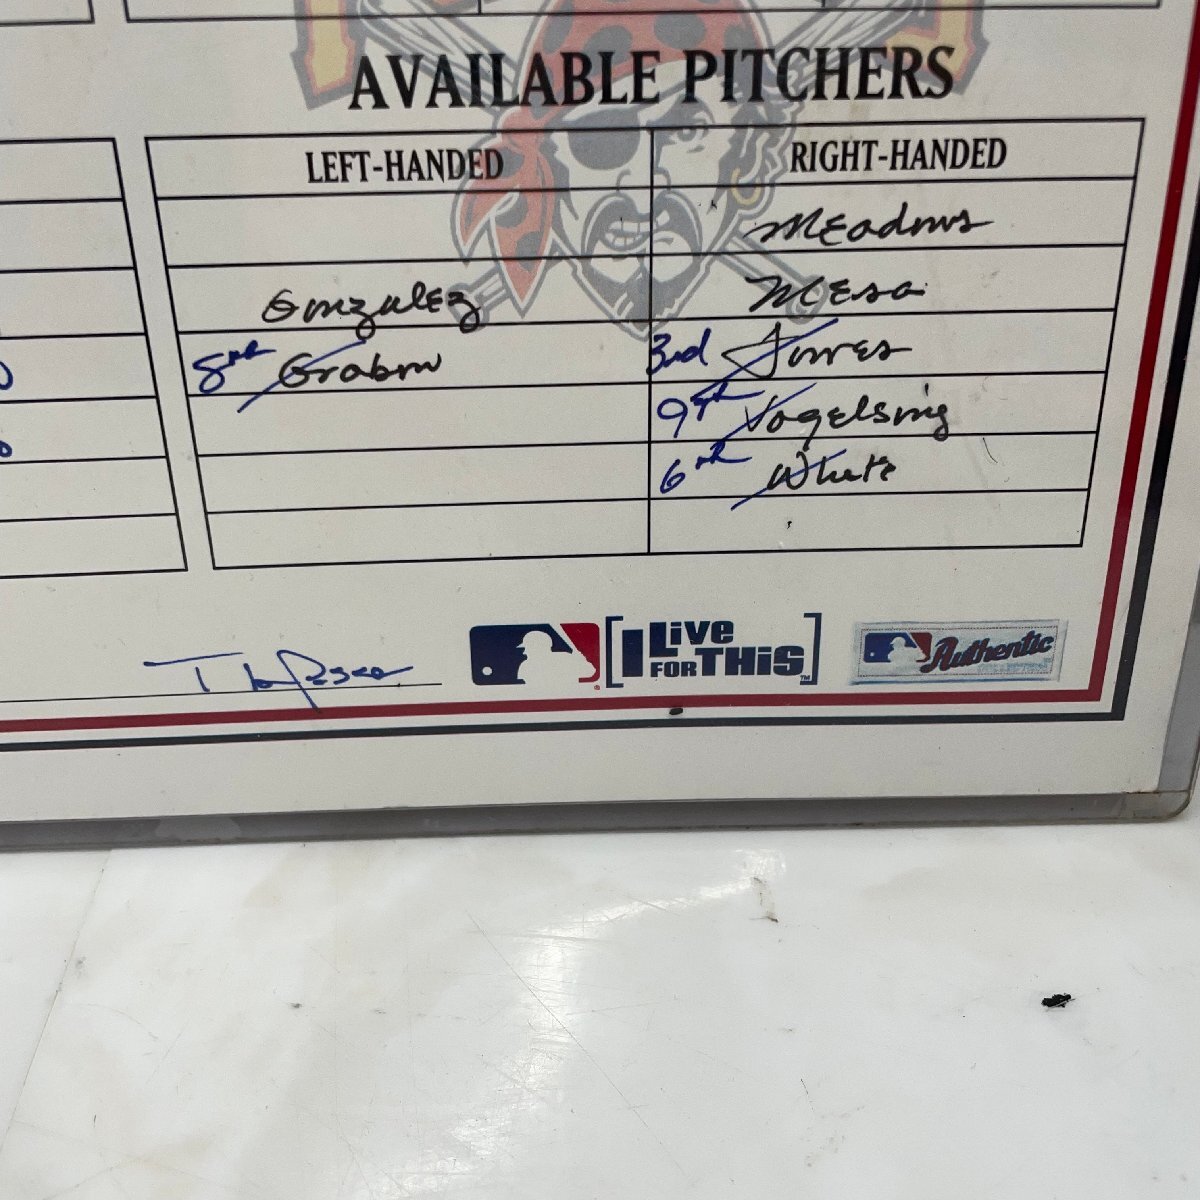 AVAILABLE PITCHERS
LEFT-HANDED RIGHT-HANDED
Meadows
Gonzalez Mesa
8th Grabow 3rd Torres
9th Vogelsong
6th White
MLB Authentic
I LiVE FOR THiS